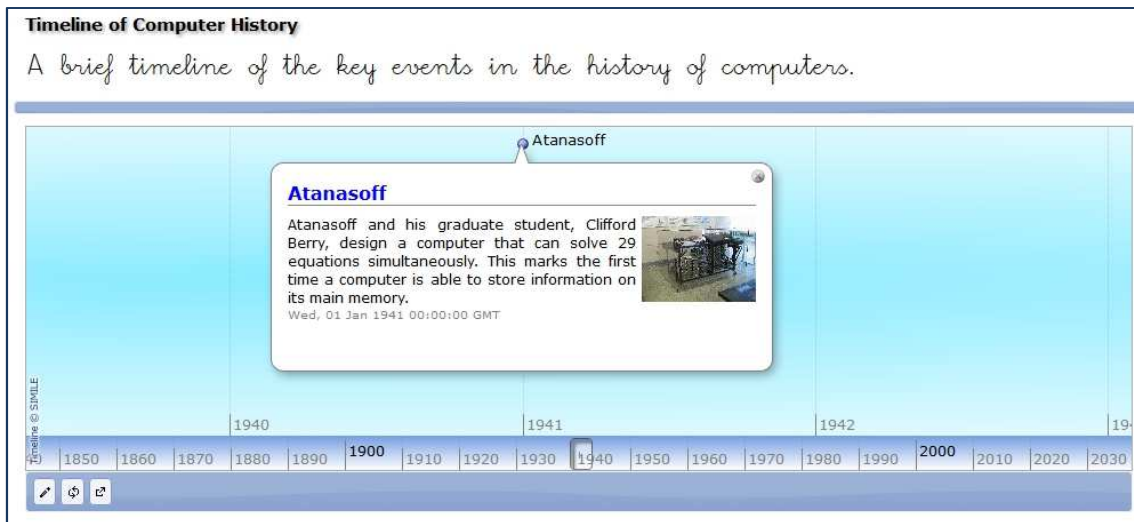 Timeline of Computer History
A brief timeline of the key events in the history of computers.
Atanasoff
Atanasoff
Atanasoff and his graduate student, Clifford
Berry, design a computer that can solve 29
equations simultaneously. This marks the first
time a computer is able to store information on
its main memory.
Wed, 01 Jan 1941 00:00:00 GMT
Timeline © SIMILE
1940 1941 1942 19
40 1850 1860 1870 1880 1890 1900 1910 1920 1930 1940 1950 1960 1970 1980 1990 2000 2010 2020 2030